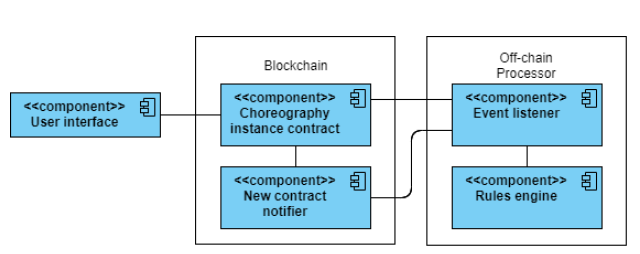 Blockchain
Off-chain
Processor
<<component>>
User interface
<<component>>
Choreography
instance contract
<<component>>
Event listener
<<component>>
New contract
notifier
<<component>>
Rules engine